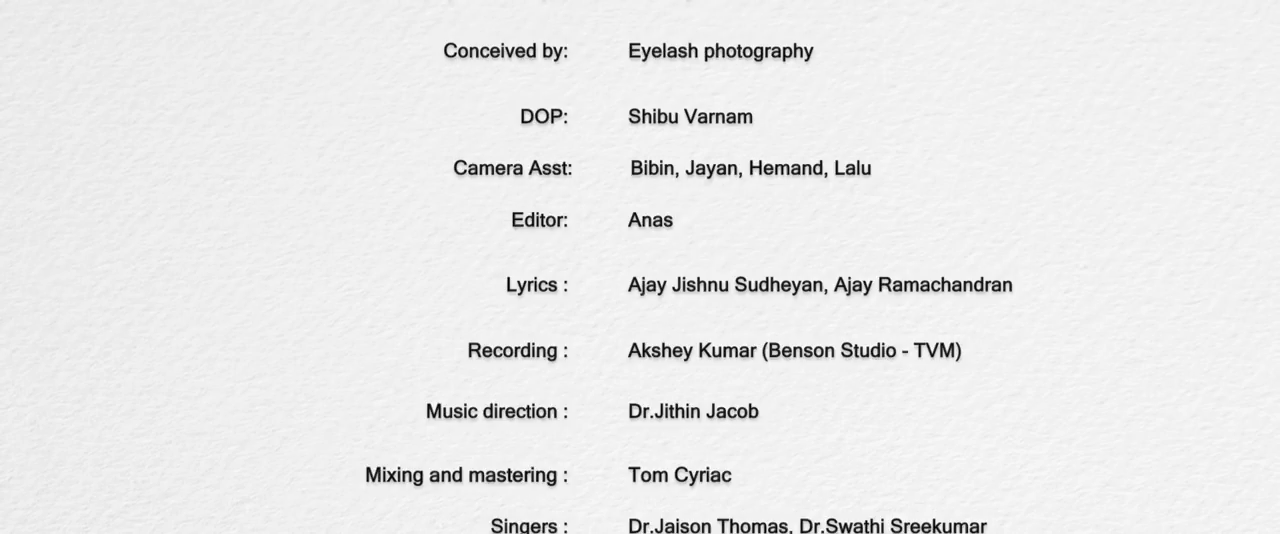 Conceived by: Eyelash photography
DOP: Shibu Varnam
Camera Asst: Bibin, Jayan, Hemand, Lalu
Editor: Anas
Lyrics : Ajay Jishnu Sudheyan, Ajay Ramachandran
Recording : Akshey Kumar (Benson Studio - TVM)
Music direction : Dr.Jithin Jacob
Mixing and mastering : Tom Cyriac
Singers : Dr.Jaison Thomas, Dr.Swathi Sreekumar